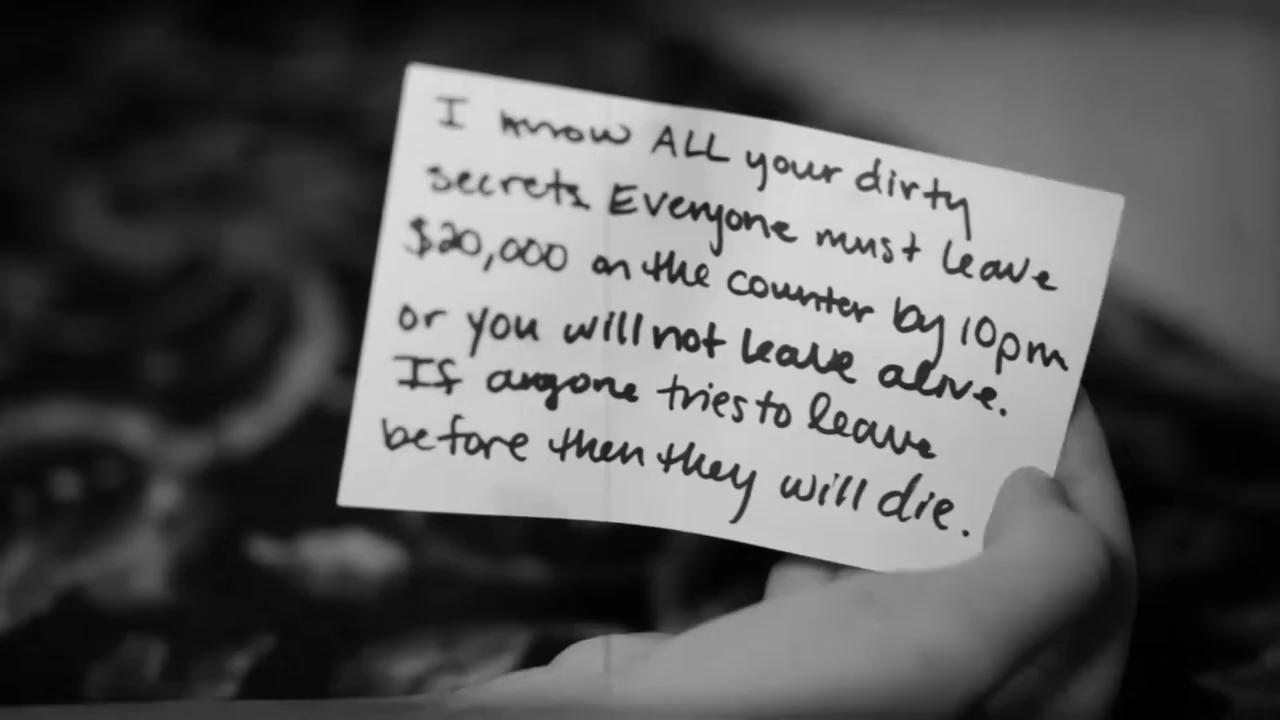 I know ALL your dirty
secrets. Everyone must leave
$20,000 on the counter by 10pm
or you will not leave alive.
If anyone tries to leave
before then they will die.